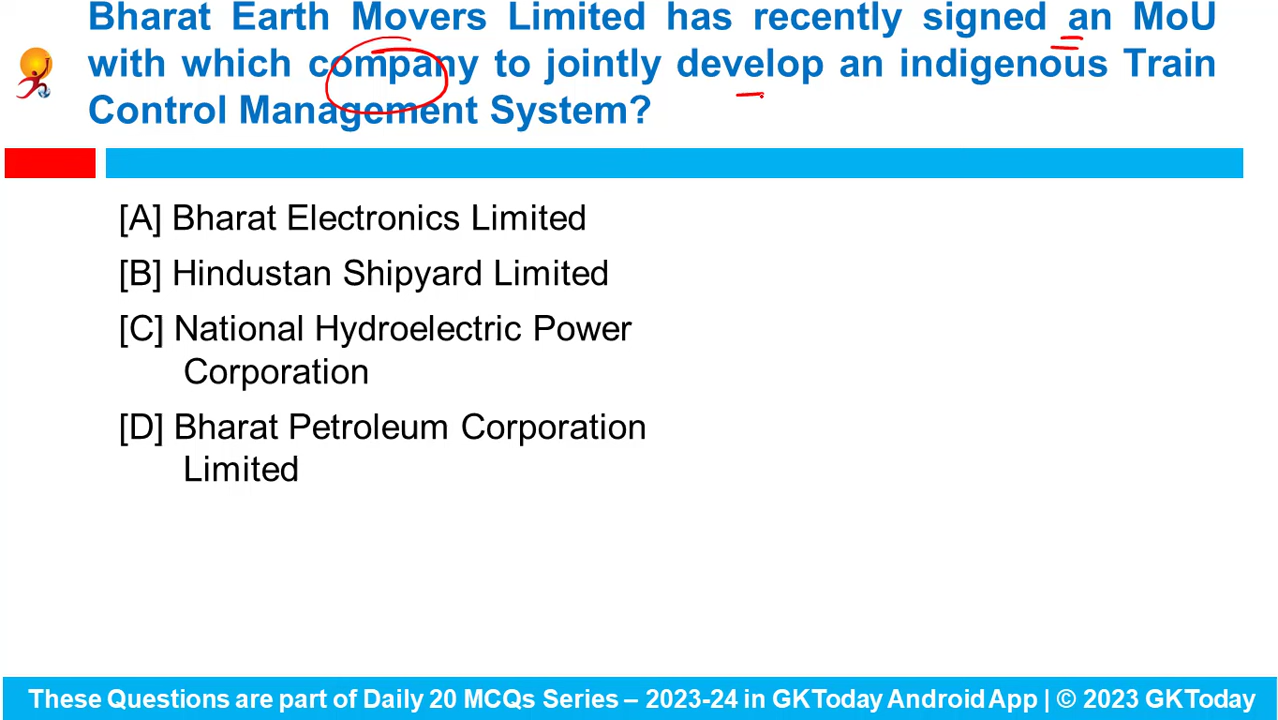 Bharat Earth Movers Limited has recently signed an MoU
with which company to jointly develop an indigenous Train
Control Management System?
[A] Bharat Electronics Limited
[B] Hindustan Shipyard Limited
[C] National Hydroelectric Power
Corporation
[D] Bharat Petroleum Corporation
Limited
These Questions are part of Daily 20 MCQs Series – 2023-24 in GKToday Android App | © 2023 GKToday